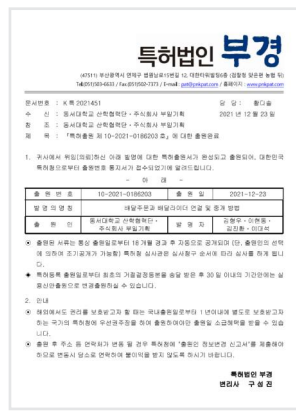 특허법인 부경
(47511) 부산광역시 연제구 법원남로15번길 12, 대한타워빌딩6층 (검찰청 앞은편 농협 뒤)
Tel(051)503-6633 / Fax(051)502-7373 / E-mail: pat@pnkpat.com / 홈페이지 : www.pnkpat.com
문서번호 : K 특 2021451 담 당 : 황다솔
수 신 : 동서대학교 산학협력단 · 주식회사 부일기획 2021 년 12 월 23 일
참 조 : 동서대학교 산학협력단 · 주식회사 부일기획
제 목 : 『특허출원 제 10-2021-0186203 호』에 대한 출원완료
1. 귀사에서 위임(의뢰)하신 아래 발명에 대한 특허출원서가 완성되고 출원되어, 대한민국
특허청으로부터 출원번호 통지서가 접수되었기에 알려드립니다.
- 아 래 -
출 원 번 호 10-2021-0186203 출 원 일 2021-12-23
발 명 의 명 칭 배달주문과 배달라이더 연결 및 중개 방법
출 원 인 동서대학교 산학협력단 · 주식회사 부일기획 발 명 자 김형우 · 이현동 · 김진환 · 이대석
◉ 출원된 서류는 통상 출원일로부터 18 개월 경과 후 자동으로 공개되며 (단, 출원인의 선택
에 의하여 조기공개가 가능함) 특허청 심사관은 심사청구 순서에 따라 심사를 하게 됩니
다.
◈ 특허등록 출원일로부터 최초의 거절결정등본을 송달 받은 후 30 일 이내의 기간안에는 실
용신안출원으로 변경출원하실 수 있습니다.
2. 안내
◉ 해외에서도 권리를 보호받고자 할 때는 국내출원일로부터 1 년이내에 별도로 보호받고자
하는 국가의 특허청에 우선권주장을 하여 출원하여야만 출원일 소급혜택을 받을 수 있습
니다.
◉ 출원 후 주소 등 연락처가 변동 될 경우 특허청에 "출원인 정보변경 신고서"를 제출해야
하므로 변동시 당소로 연락하여 불이익을 받지 않도록 하시기 바랍니다.
특허법인 부경
변리사 구 성 진